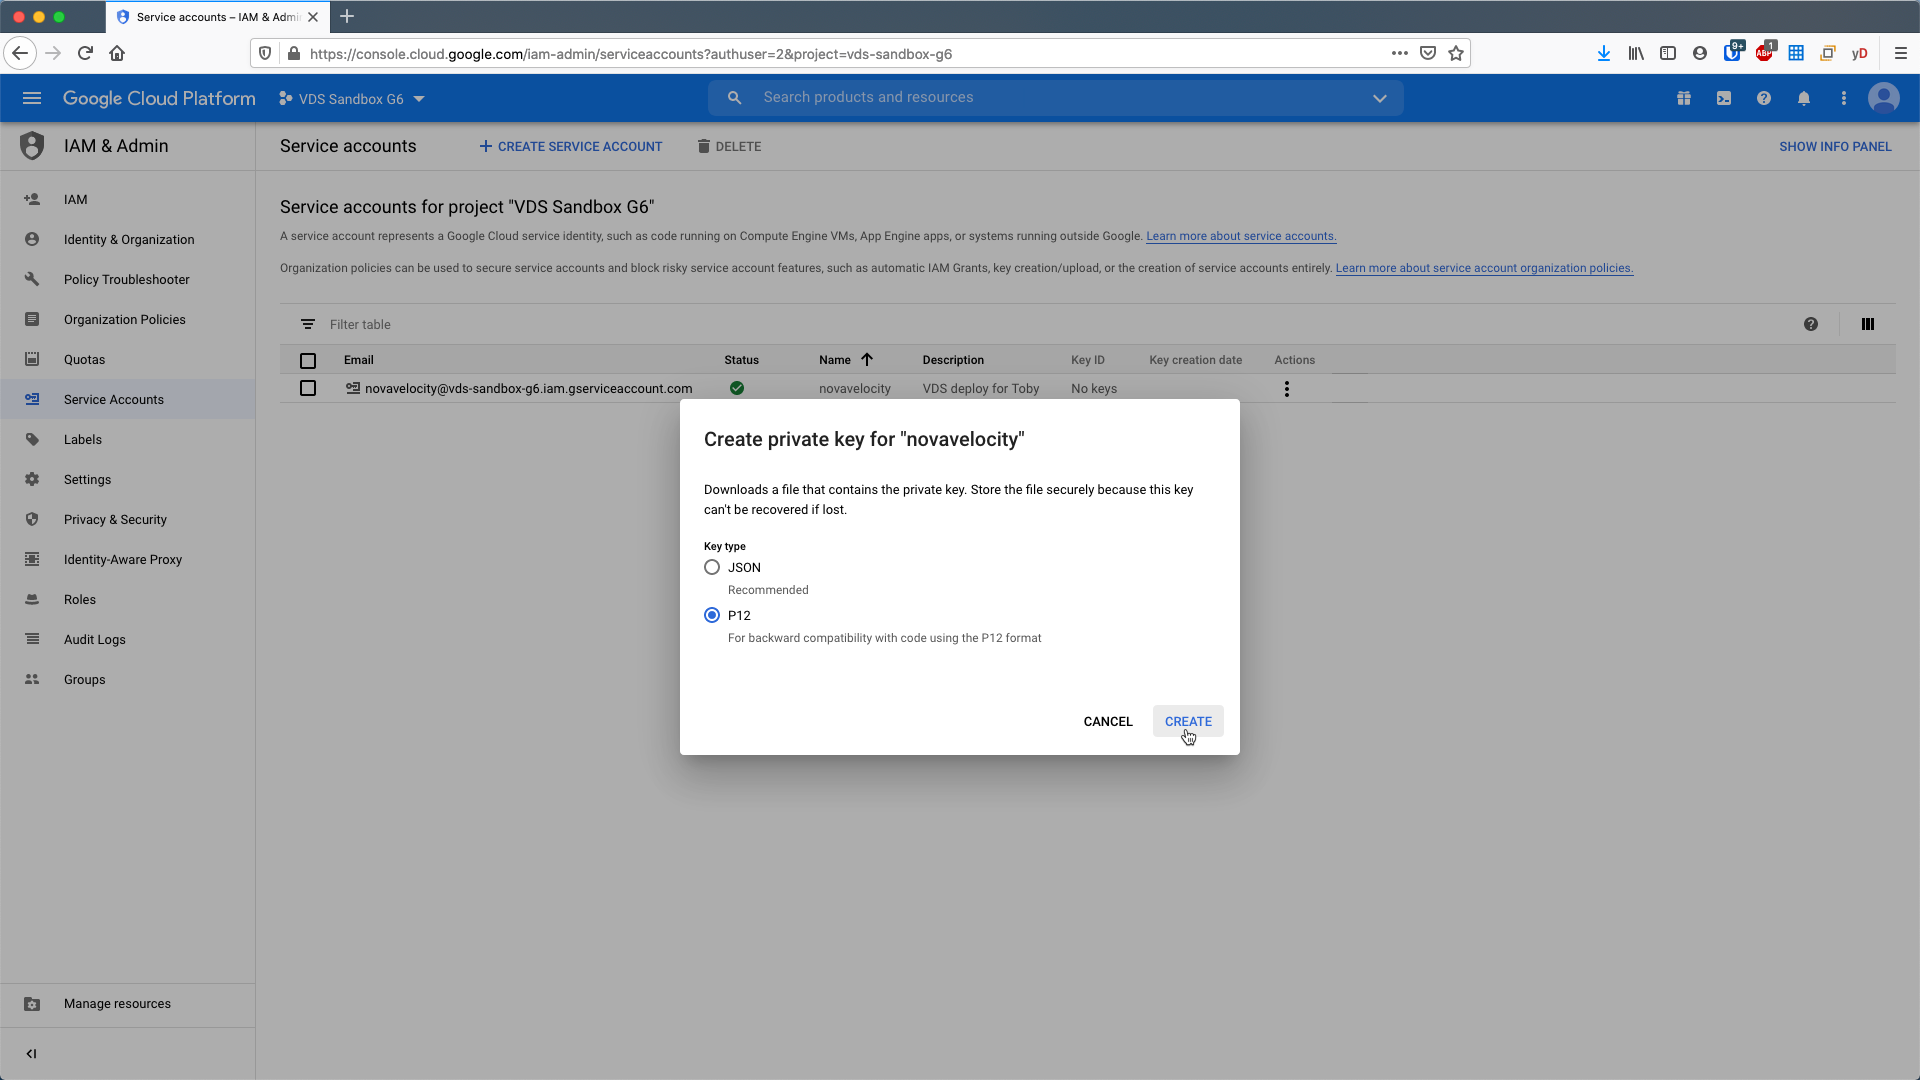 Service accounts – IAM & Admi
https://console.cloud.google.com/iam-admin/serviceaccounts?authuser=2&project=vds-sandbox-g6
9+
ABP
1
yD
Google Cloud Platform
VDS Sandbox G6
Search products and resources
IAM & Admin
Service accounts
CREATE SERVICE ACCOUNT
DELETE
SHOW INFO PANEL
IAM
Identity & Organization
Policy Troubleshooter
Organization Policies
Quotas
Service Accounts
Labels
Settings
Privacy & Security
Identity-Aware Proxy
Roles
Audit Logs
Groups
Manage resources
Service accounts for project "VDS Sandbox G6"
A service account represents a Google Cloud service identity, such as code running on Compute Engine VMs, App Engine apps, or systems running outside Google. Learn more about service accounts.
Organization policies can be used to secure service accounts and block risky service account features, such as automatic IAM Grants, key creation/upload, or the creation of service accounts entirely. Learn more about service account organization policies.
Filter table
Email Status Name Description Key ID Key creation date Actions
novavelocity@vds-sandbox-g6.iam.gserviceaccount.com novavelocity VDS deploy for Toby No keys
Create private key for "novavelocity"
Downloads a file that contains the private key. Store the file securely because this key
can't be recovered if lost.
Key type
JSON
Recommended
P12
For backward compatibility with code using the P12 format
CANCEL
CREATE